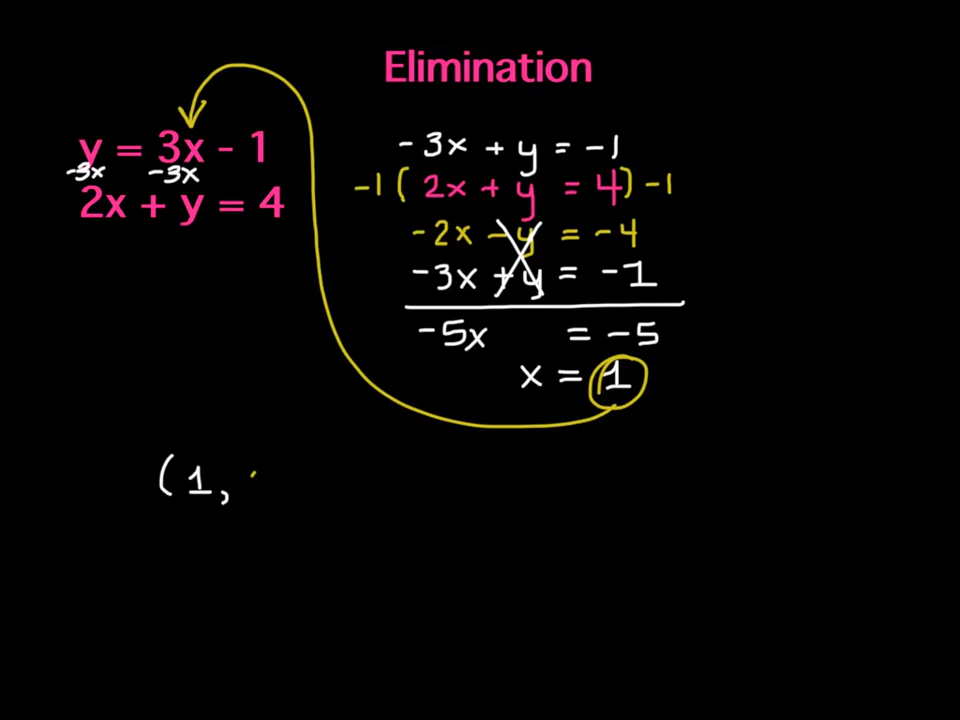 Elimination
y = 3x - 1
-3x -3x
2x + y = 4
-3x + y = -1
-1 ( 2x + y = 4 ) -1
-2x - y = -4
-3x + y = -1
-5x = -5
x = 1
( 1 ,